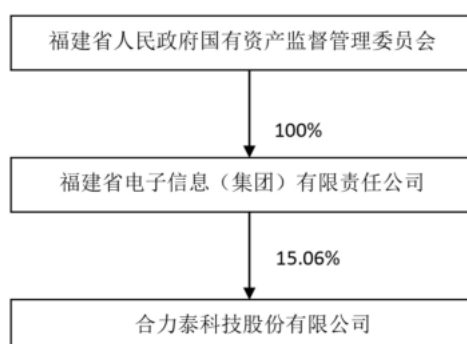 福建省人民政府国有资产监督管理委员会
100%
福建省电子信息（集团）有限责任公司
15.06%
合力泰科技股份有限公司